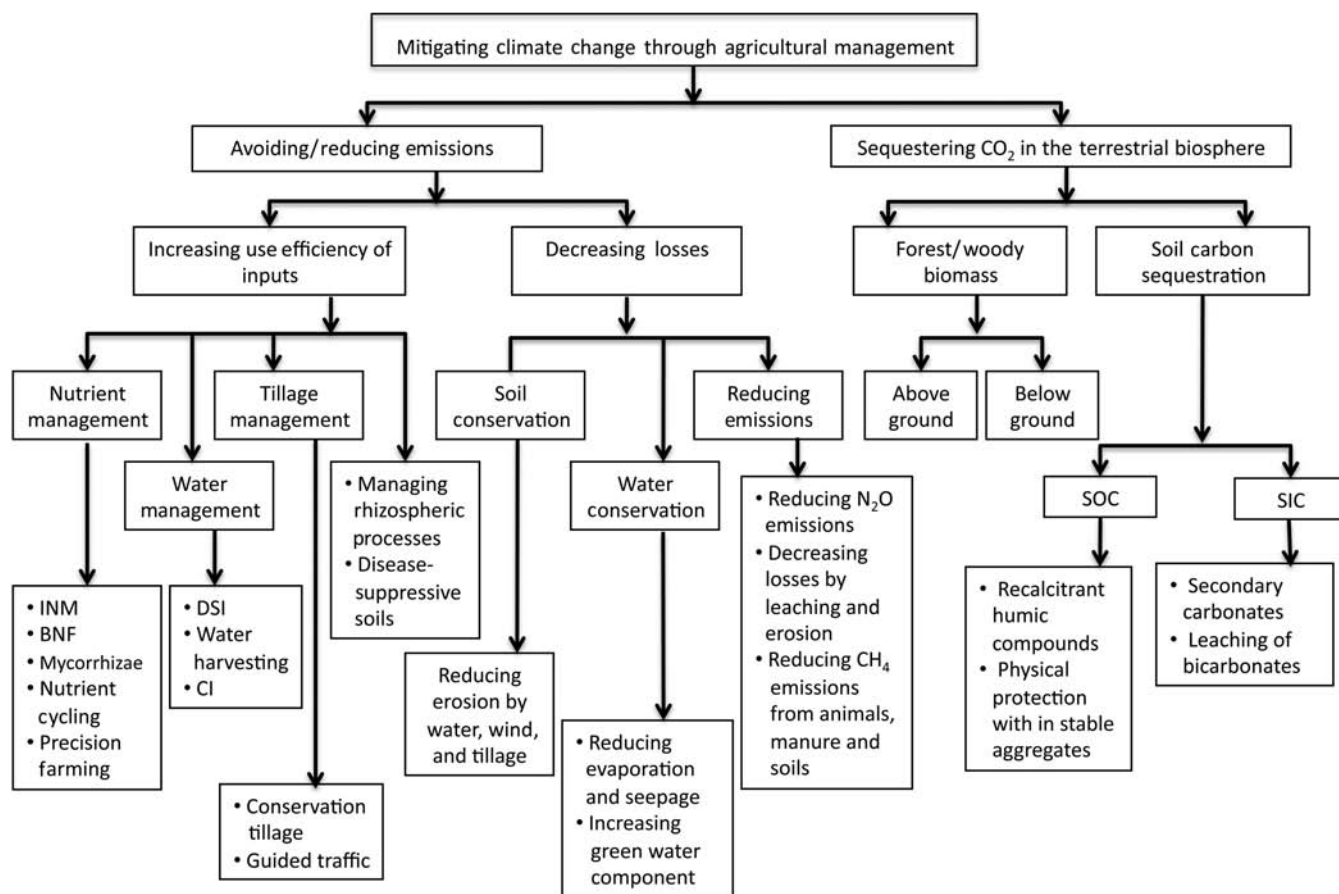 Mitigating climate change through agricultural management
Avoiding/reducing emissions
Sequestering CO₂ in the terrestrial biosphere
Increasing use efficiency of
inputs
Decreasing losses
Forest/woody
biomass
Soil carbon
sequestration
Nutrient
management
Tillage
management
Soil
conservation
Reducing
emissions
Above
ground
Below
ground
Water
management
• Managing
rhizospheric
processes
• Disease-
suppressive
soils
Water
conservation
• Reducing N₂O
emissions
• Decreasing
losses by
leaching and
erosion
• Reducing CH₄
emissions
from animals,
manure and
soils
SOC
SIC
• INM
• BNF
• Mycorrhizae
• Nutrient
cycling
• Precision
farming
• DSI
• Water
harvesting
• CI
Reducing
erosion by
water, wind,
and tillage
• Recalcitrant
humic
compounds
• Physical
protection
with in stable
aggregates
• Secondary
carbonates
• Leaching of
bicarbonates
• Conservation
tillage
• Guided traffic
• Reducing
evaporation
and seepage
• Increasing
green water
component